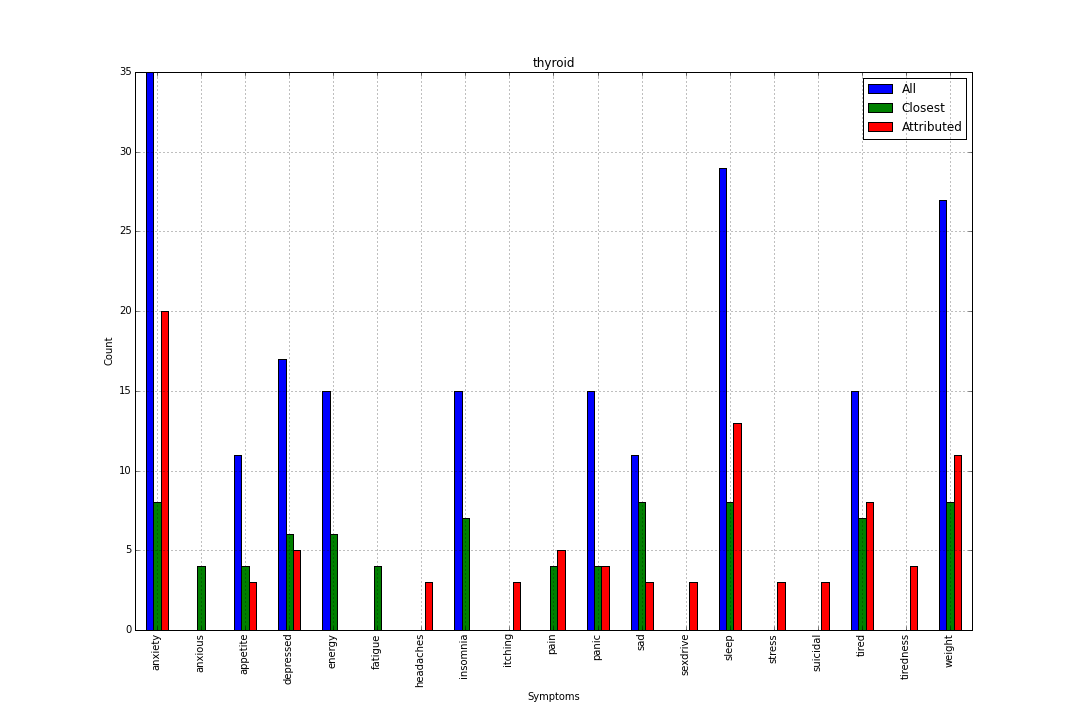 thyroid
All
Closest
Attributed
35
30
25
20
15
10
5
0
Count
anxiety
anxious
appetite
depressed
energy
fatigue
headaches
insomnia
itching
pain
panic
sad
sexdrive
sleep
stress
suicidal
tired
tiredness
weight
Symptoms